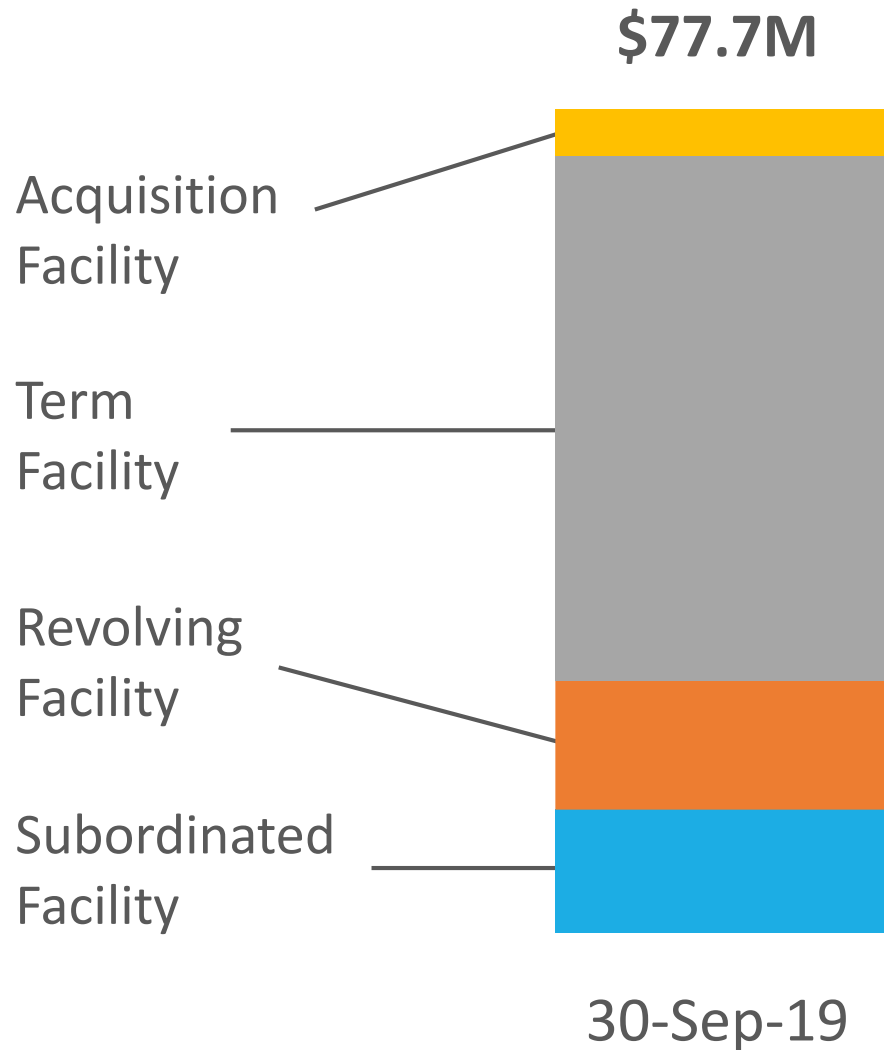 $77.7M
Acquisition
Facility
Term
Facility
Revolving
Facility
Subordinated
Facility
30-Sep-19